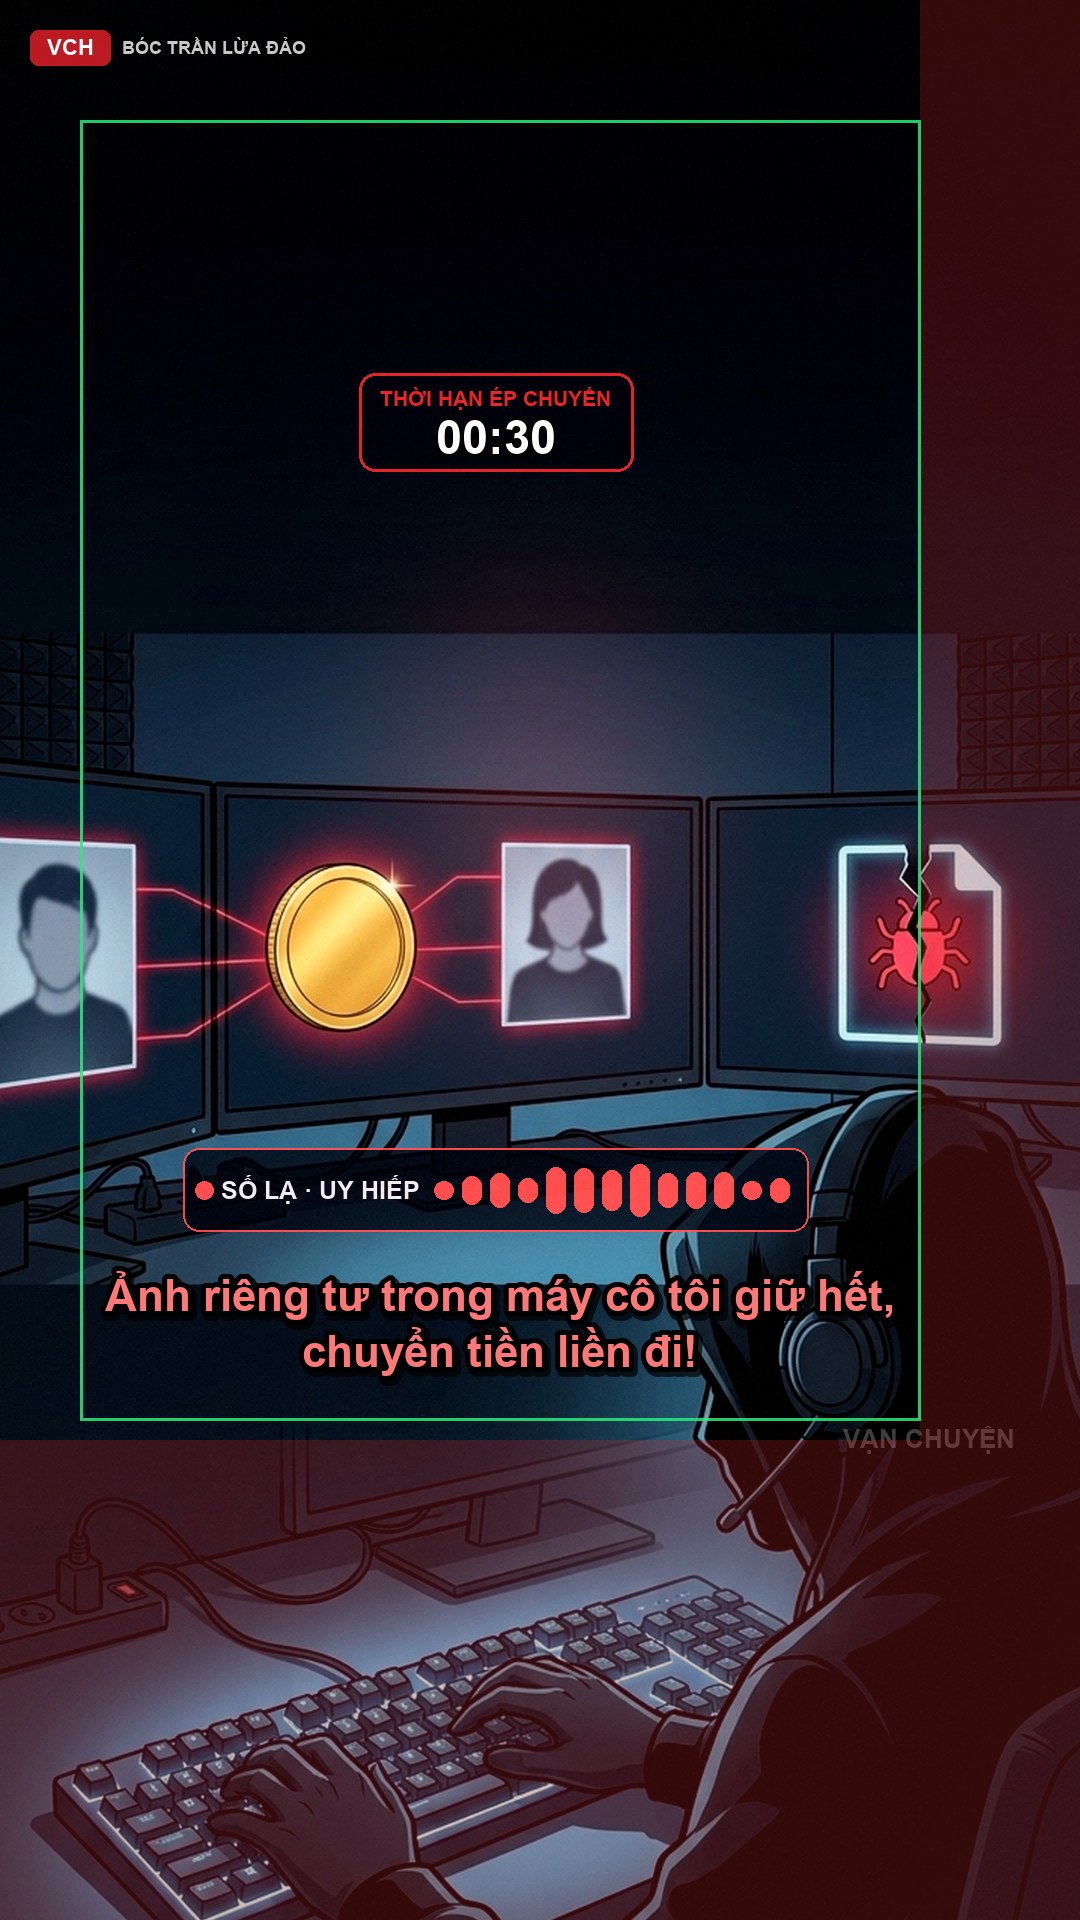 VCH BÓC TRẦN LỪA ĐẢO
THỜI HẠN ÉP CHUYỂN
00:30
SỐ LẠ · UY HIẾP
Ảnh riêng tư trong máy cô tôi giữ hết,
chuyển tiền liền đi!
VẠN CHUYỆN